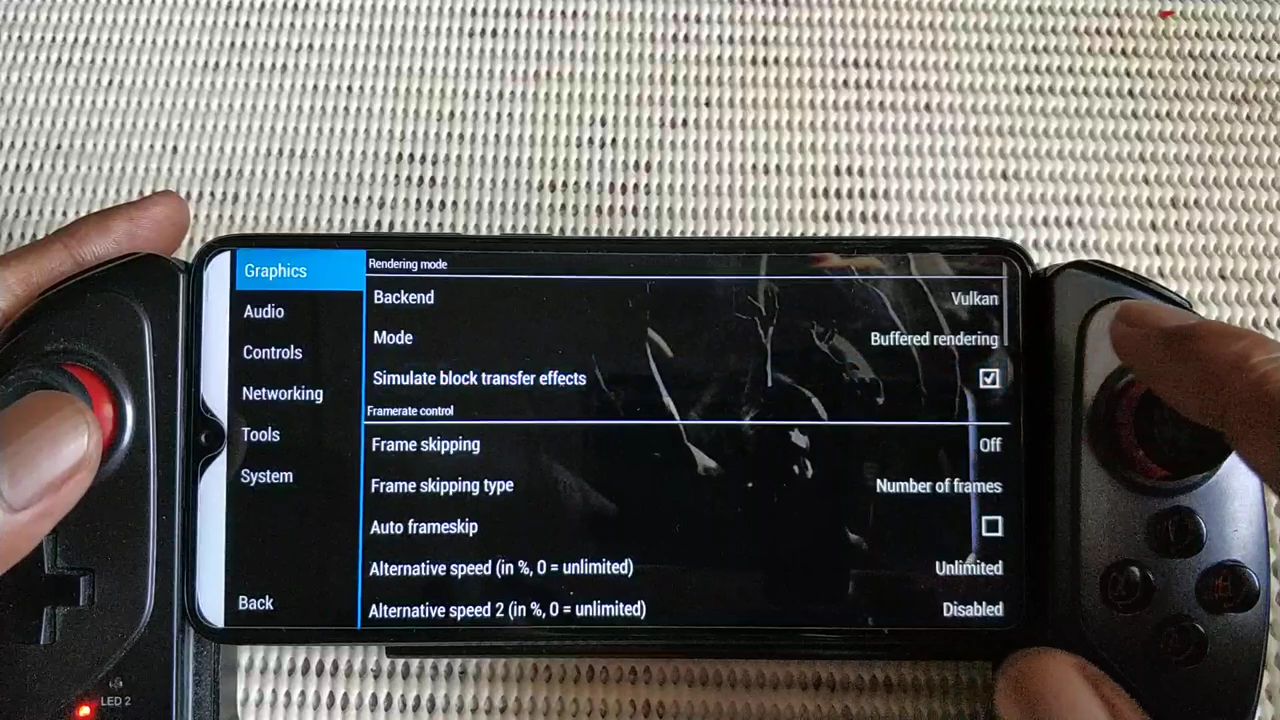 Graphics
Audio
Controls
Networking
Tools
System
Back
Rendering mode
Backend Vulkan
Mode Buffered rendering
Simulate block transfer effects
Framerate control
Frame skipping Off
Frame skipping type Number of frames
Auto frameskip
Alternative speed (in %, 0 = unlimited) Unlimited
Alternative speed 2 (in %, 0 = unlimited) Disabled
LED 2